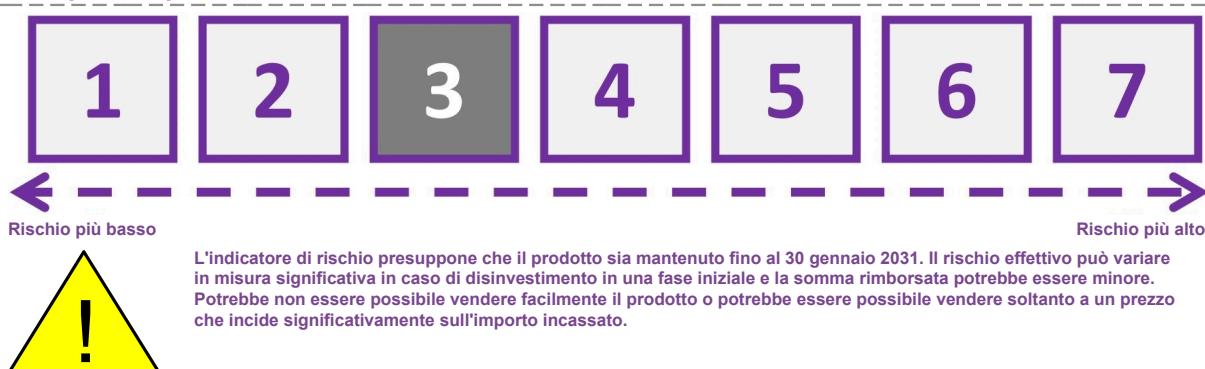 1 2 3 4 5 6 7
Rischio più basso Rischio più alto
L'indicatore di rischio presuppone che il prodotto sia mantenuto fino al 30 gennaio 2031. Il rischio effettivo può variare
in misura significativa in caso di disinvestimento in una fase iniziale e la somma rimborsata potrebbe essere minore.
Potrebbe non essere possibile vendere facilmente il prodotto o potrebbe essere possibile vendere soltanto a un prezzo
che incide significativamente sull'importo incassato.
!